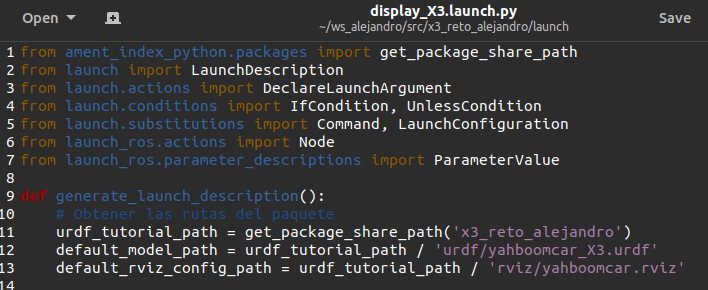 Open
display_X3.launch.py
~/ws_alejandro/src/x3_reto_alejandro/launch
Save
1 from ament_index_python.packages import get_package_share_path
2 from launch import LaunchDescription
3 from launch.actions import DeclareLaunchArgument
4 from launch.conditions import IfCondition, UnlessCondition
5 from launch.substitutions import Command, LaunchConfiguration
6 from launch_ros.actions import Node
7 from launch_ros.parameter_descriptions import ParameterValue
8
9 def generate_launch_description():
10     # Obtener las rutas del paquete
11     urdf_tutorial_path = get_package_share_path('x3_reto_alejandro')
12     default_model_path = urdf_tutorial_path / 'urdf/yahboomcar_X3.urdf'
13     default_rviz_config_path = urdf_tutorial_path / 'rviz/yahboomcar.rviz'
14